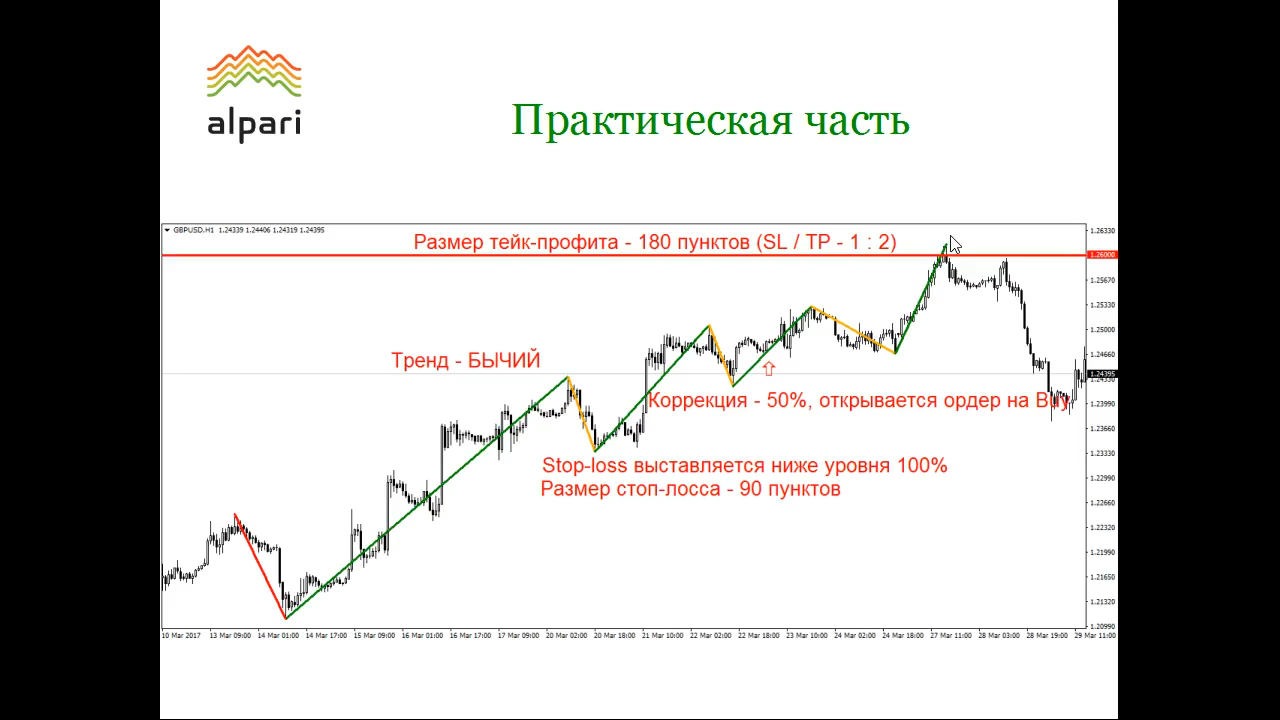 alpari
Практическая часть
GBPUSD,H1 1.24339 1.24406 1.24319 1.24395
Размер тейк-профита - 180 пунктов (SL / TP - 1 : 2)
Тренд - БЫЧИЙ
Коррекция - 50%, открывается ордер на Buy
Stop-loss выставляется ниже уровня 100%
Размер стоп-лосса - 90 пунктов
1.26330
1.26000
1.25670
1.25330
1.25000
1.24660
1.24395
1.24330
1.23990
1.23660
1.23330
1.22990
1.22660
1.22320
1.21990
1.21650
1.21320
1.20990
10 Mar 2017 13 Mar 09:00 14 Mar 01:00 14 Mar 17:00 15 Mar 09:00 16 Mar 01:00 16 Mar 17:00 17 Mar 09:00 20 Mar 02:00 20 Mar 18:00 21 Mar 10:00 22 Mar 02:00 22 Mar 18:00 23 Mar 10:00 24 Mar 02:00 24 Mar 18:00 27 Mar 11:00 28 Mar 03:00 28 Mar 19:00 29 Mar 11:00